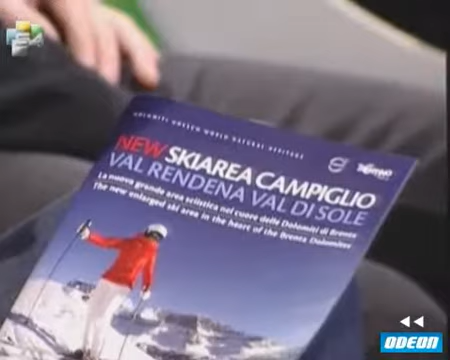 DOLOMITI UNESCO WORLD NATURAL HERITAGE
NEW SKIAREA CAMPIGLIO
VAL RENDENA VAL DI SOLE
La nuova grande area sciistica nel cuore delle Dolomiti di Brenta
The new enlarged ski area in the heart of the Brenta Dolomites
ODEON